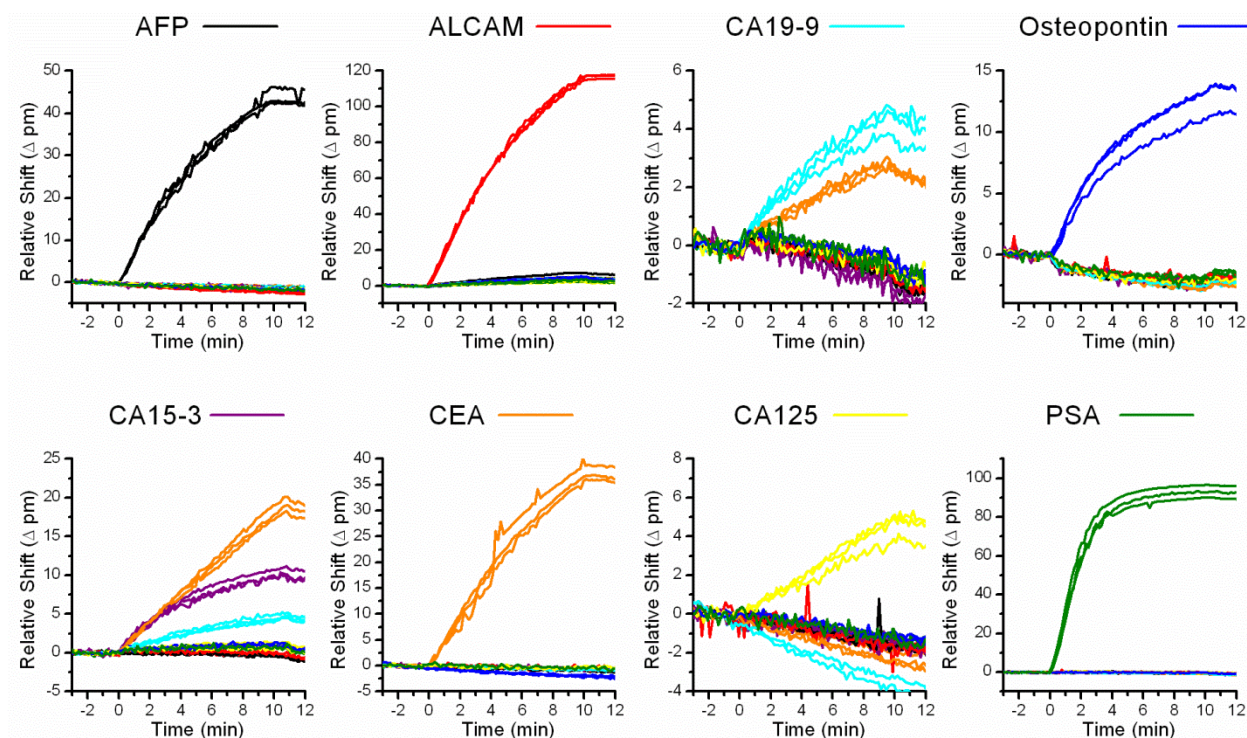 AFP ALCAM CA19-9 Osteopontin
Relative Shift (Δ pm)
50
40
30
20
10
0
-2 0 2 4 6 8 10 12
Time (min)
Relative Shift (Δ pm)
120
100
80
60
40
20
0
-2 0 2 4 6 8 10 12
Time (min)
Relative Shift (Δ pm)
6
4
2
0
-2
-2 0 2 4 6 8 10 12
Time (min)
Relative Shift (Δ pm)
15
10
5
0
-2 0 2 4 6 8 10 12
Time (min)
CA15-3 CEA CA125 PSA
Relative Shift (Δ pm)
25
20
15
10
5
0
-5
-2 0 2 4 6 8 10 12
Time (min)
Relative Shift (Δ pm)
40
35
30
25
20
15
10
5
0
-5
-2 0 2 4 6 8 10 12
Time (min)
Relative Shift (Δ pm)
8
6
4
2
0
-2
-4
-2 0 2 4 6 8 10 12
Time (min)
Relative Shift (Δ pm)
100
80
60
40
20
0
-2 0 2 4 6 8 10 12
Time (min)